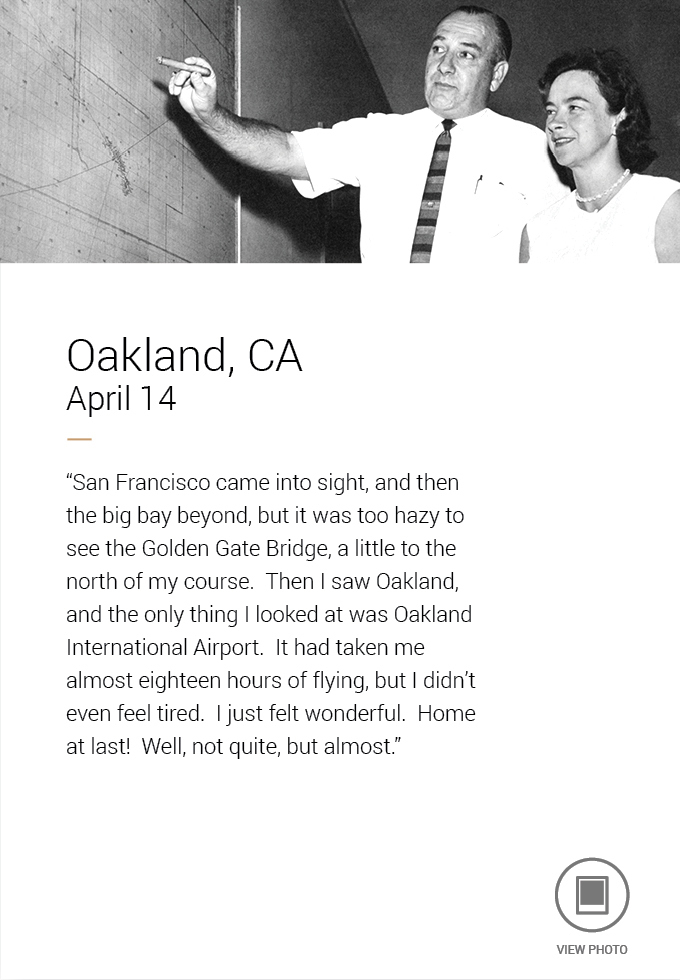 Oakland, CA
April 14
“San Francisco came into sight, and then
the big bay beyond, but it was too hazy to
see the Golden Gate Bridge, a little to the
north of my course.  Then I saw Oakland,
and the only thing I looked at was Oakland
International Airport.  It had taken me
almost eighteen hours of flying, but I didn’t
even feel tired.  I just felt wonderful.  Home
at last!  Well, not quite, but almost.”
VIEW PHOTO